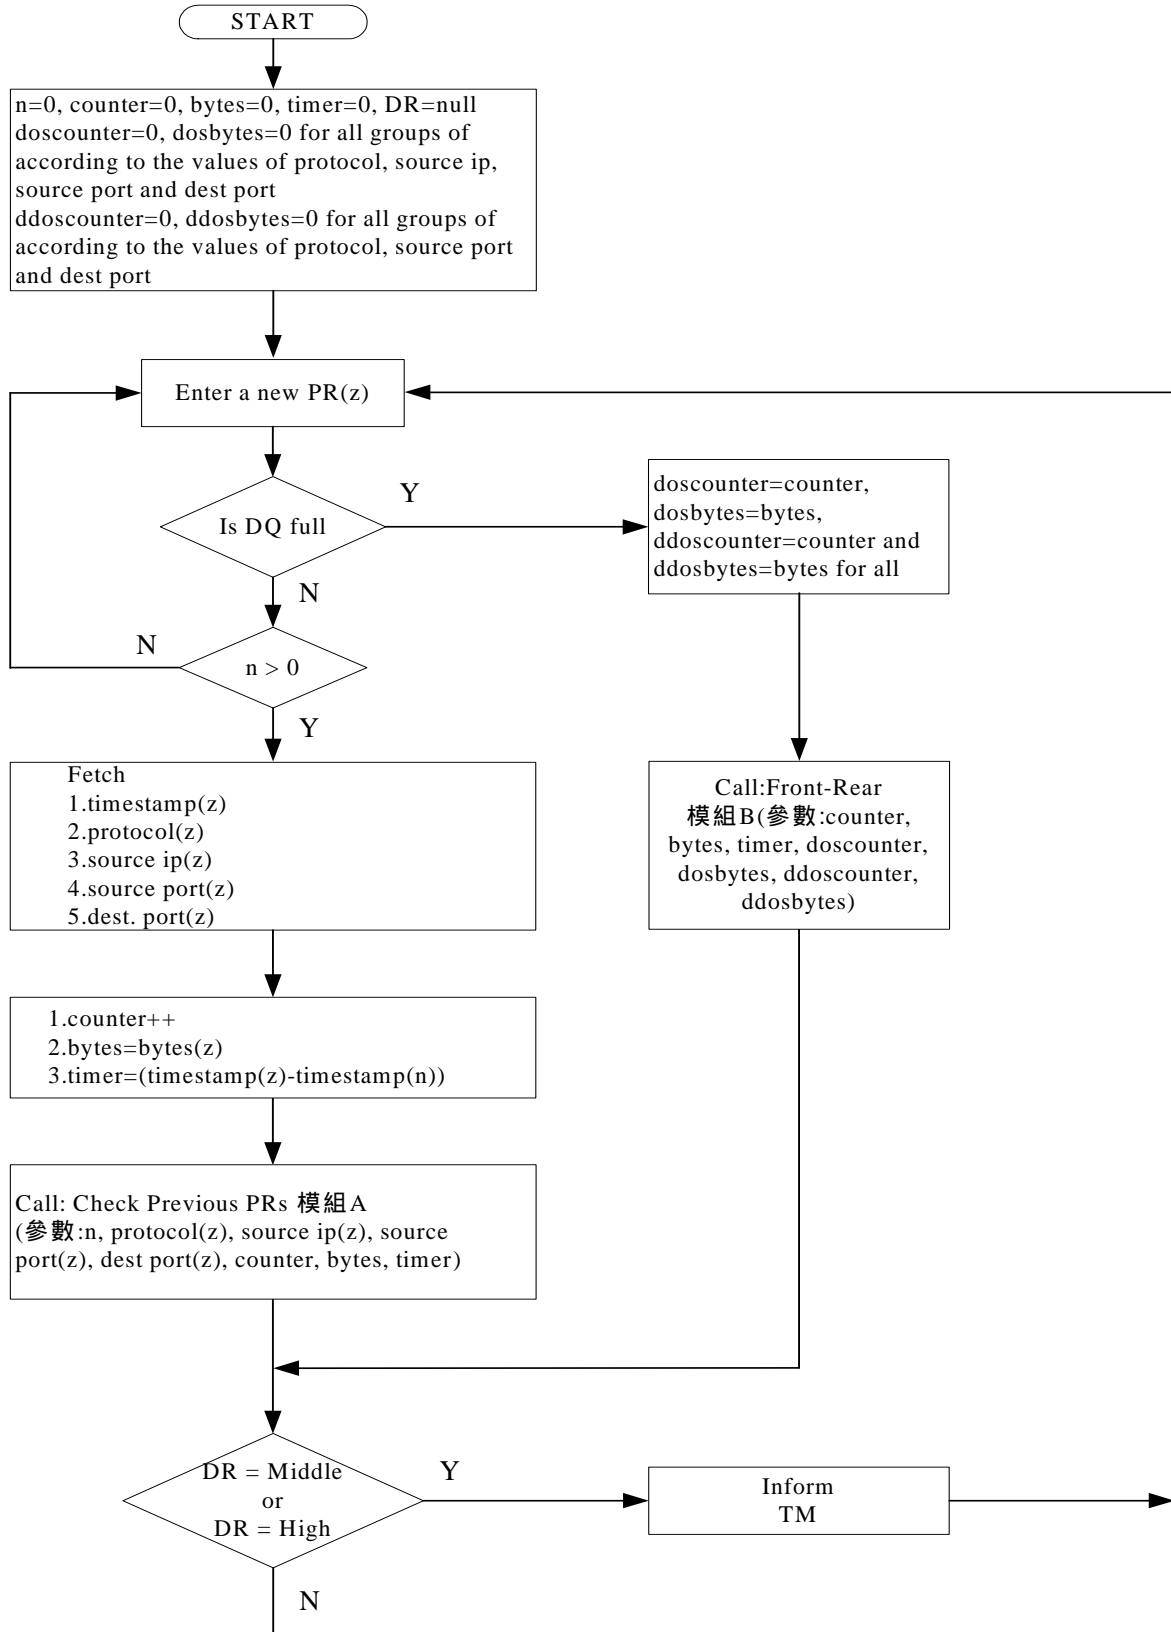 START
n=0, counter=0, bytes=0, timer=0, DR=null
doscounter=0, dosbytes=0 for all groups of
according to the values of protocol, source ip,
source port and dest port
ddoscounter=0, ddosbytes=0 for all groups of
according to the values of protocol, source port
and dest port
Enter a new PR(z)
Is DQ full
Y
doscounter=counter,
dosbytes=bytes,
ddoscounter=counter and
ddosbytes=bytes for all
N
n > 0
N
Y
Fetch
1.timestamp(z)
2.protocol(z)
3.source ip(z)
4.source port(z)
5.dest. port(z)
Call:Front-Rear
模組B(參數:counter,
bytes, timer, doscounter,
dosbytes, ddoscounter,
ddosbytes)
1.counter++
2.bytes=bytes(z)
3.timer=(timestamp(z)-timestamp(n))
Call: Check Previous PRs 模組A
(參數:n, protocol(z), source ip(z), source
port(z), dest port(z), counter, bytes, timer)
DR = Middle
or
DR = High
Y
Inform
TM
N